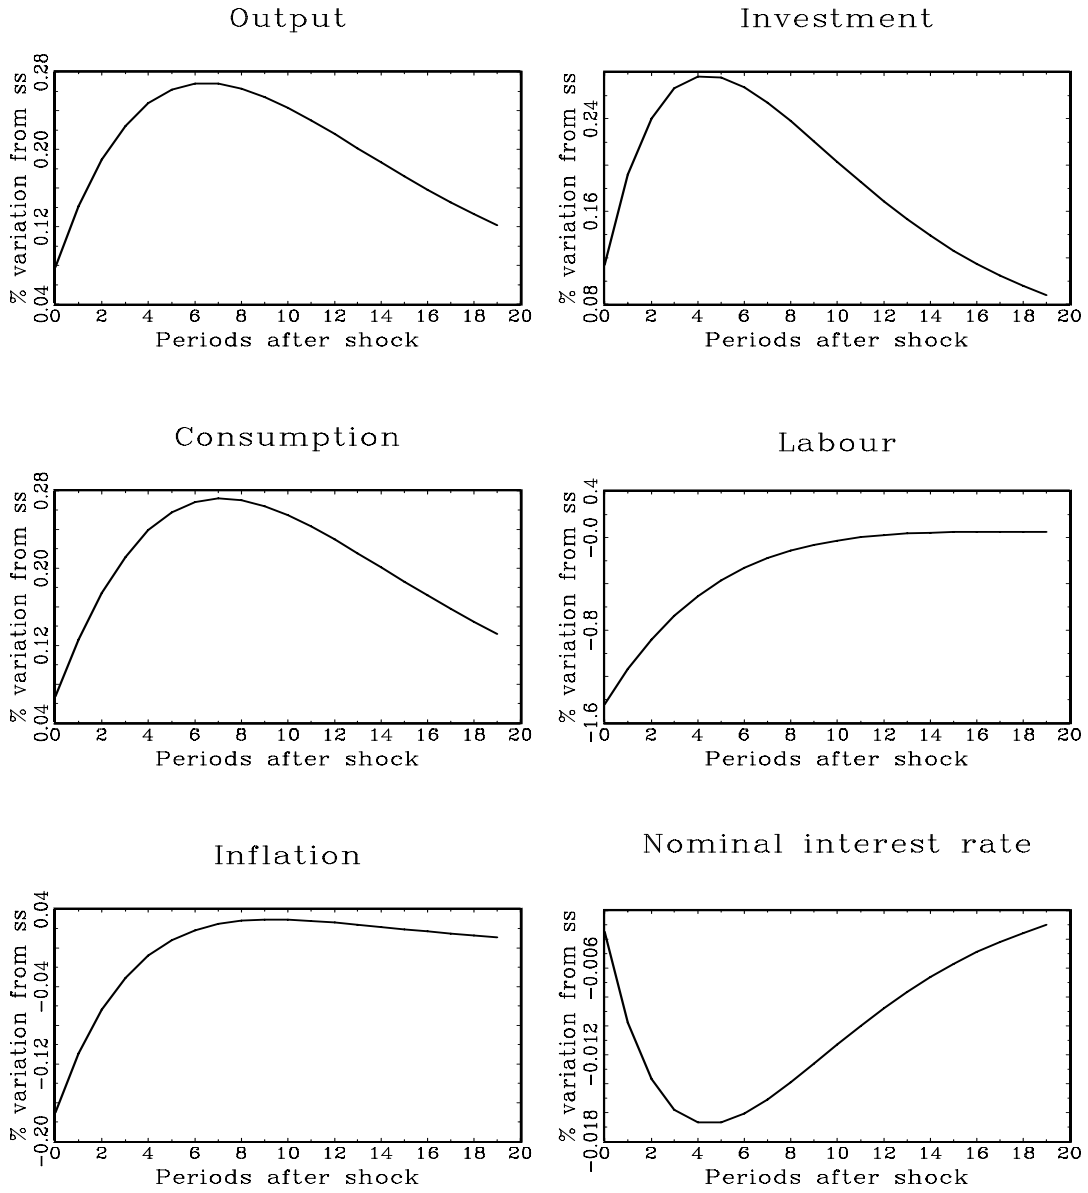 Output
% variation from ss
0.28
0.20
0.12
0.04
0 2 4 6 8 10 12 14 16 18 20
Periods after shock
Investment
% variation from ss
0.24
0.16
0.08
0 2 4 6 8 10 12 14 16 18 20
Periods after shock
Consumption
% variation from ss
0.28
0.20
0.12
0.04
0 2 4 6 8 10 12 14 16 18 20
Periods after shock
Labour
% variation from ss
0.4
-0.0
-0.8
-1.6
0 2 4 6 8 10 12 14 16 18 20
Periods after shock
Inflation
% variation from ss
0.04
-0.04
-0.12
-0.20
0 2 4 6 8 10 12 14 16 18 20
Periods after shock
Nominal interest rate
% variation from ss
-0.006
-0.012
-0.018
0 2 4 6 8 10 12 14 16 18 20
Periods after shock